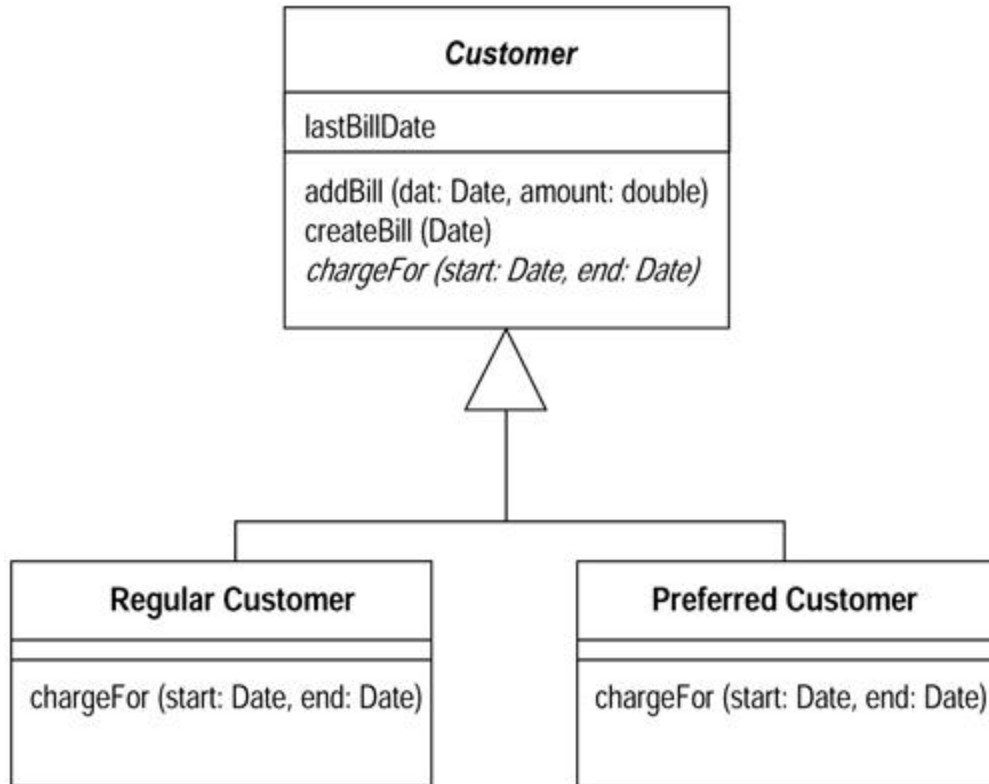 Customer
lastBillDate
addBill (dat: Date, amount: double)
createBill (Date)
chargeFor (start: Date, end: Date)
Regular Customer
chargeFor (start: Date, end: Date)
Preferred Customer
chargeFor (start: Date, end: Date)